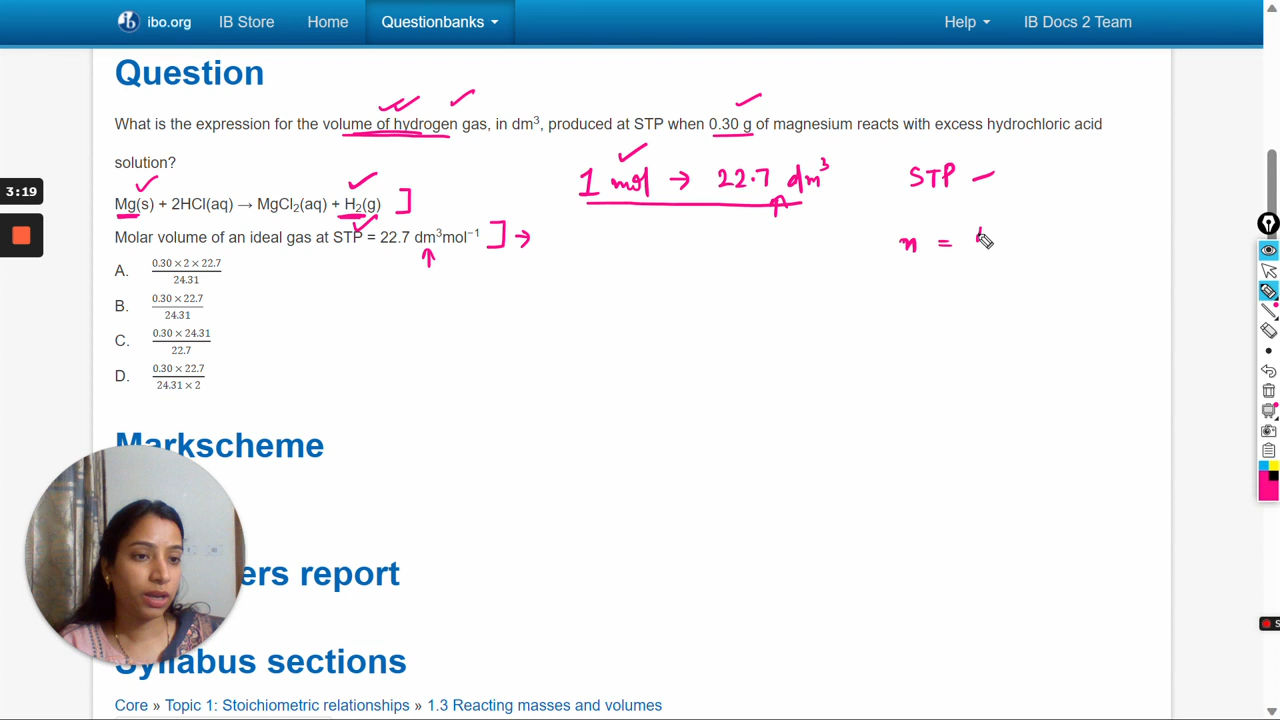 ibo.org IB Store Home Questionbanks Help IB Docs 2 Team
Question
What is the expression for the volume of hydrogen gas, in dm³, produced at STP when 0.30 g of magnesium reacts with excess hydrochloric acid
solution?
1 mol → 22.7 dm³ STP –
3:19
Mg(s) + 2HCl(aq) → MgCl₂(aq) + H₂(g) ]
Molar volume of an ideal gas at STP = 22.7 dm³mol⁻¹ ] →
n =
A. 0.30 × 2 × 22.7 / 24.31
B. 0.30 × 22.7 / 24.31
C. 0.30 × 24.31 / 22.7
D. 0.30 × 22.7 / 24.31 × 2
Markscheme
ers report
Syllabus sections
Core » Topic 1: Stoichiometric relationships » 1.3 Reacting masses and volumes